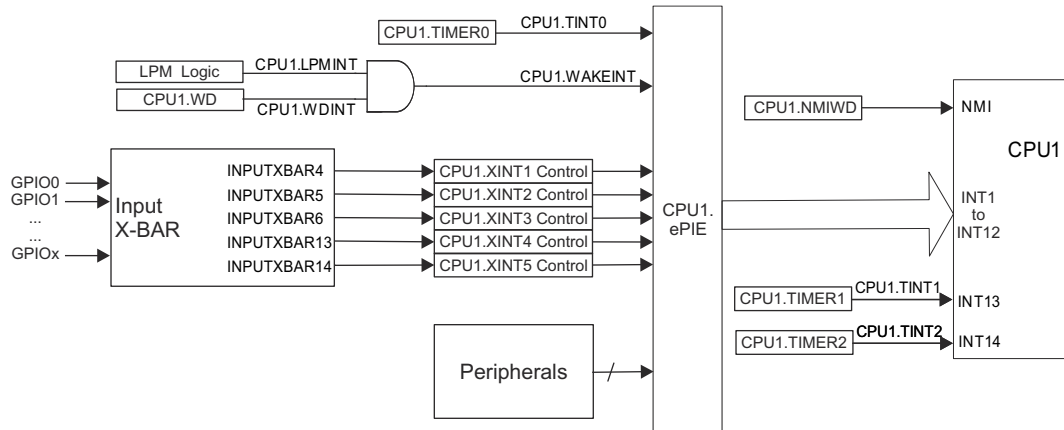 CPU1.TIMER0
CPU1.TINT0
LPM Logic
CPU1.LPMINT
CPU1.WD
CPU1.WDINT
CPU1.WAKEINT
GPIO0
GPIO1
...
...
GPIOx
Input
X-BAR
INPUTXBAR4
INPUTXBAR5
INPUTXBAR6
INPUTXBAR13
INPUTXBAR14
CPU1.XINT1 Control
CPU1.XINT2 Control
CPU1.XINT3 Control
CPU1.XINT4 Control
CPU1.XINT5 Control
Peripherals
CPU1.
ePIE
CPU1.NMIWD
NMI
CPU1
INT1
to
INT12
CPU1.TIMER1
CPU1.TINT1
INT13
CPU1.TIMER2
CPU1.TINT2
INT14